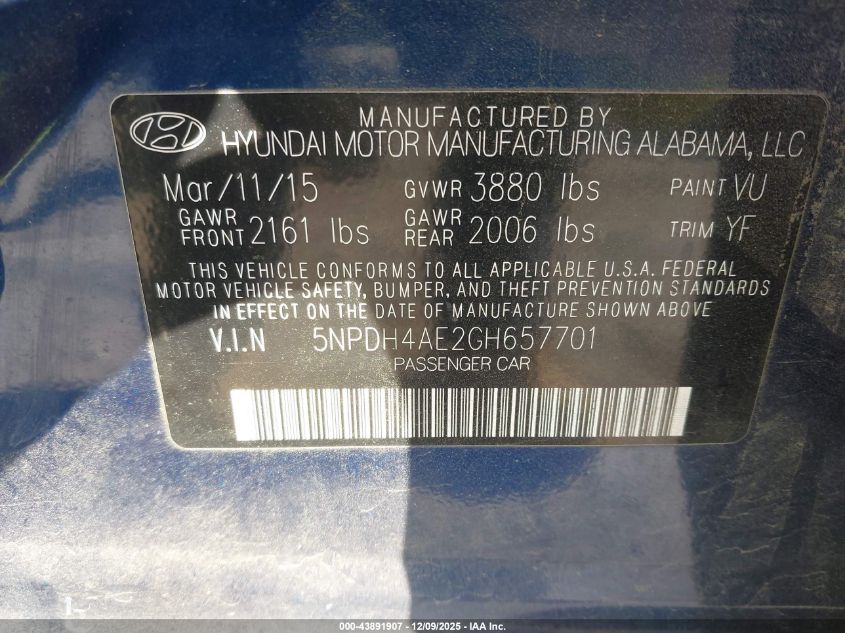 MANUFACTURED BY
HYUNDAI MOTOR MANUFACTURING ALABAMA, LLC
Mar/11/15 GVWR 3880 lbs PAINT VU
GAWR FRONT 2161 lbs GAWR REAR 2006 lbs TRIM YF
THIS VEHICLE CONFORMS TO ALL APPLICABLE U.S.A. FEDERAL
MOTOR VEHICLE SAFETY, BUMPER, AND THEFT PREVENTION STANDARDS
IN EFFECT ON THE DATE OF MANUFACTURE SHOWN ABOVE
V.I.N 5NPDH4AE2GH657701
PASSENGER CAR
000-43891907 - 12/09/2025 - IAA Inc.